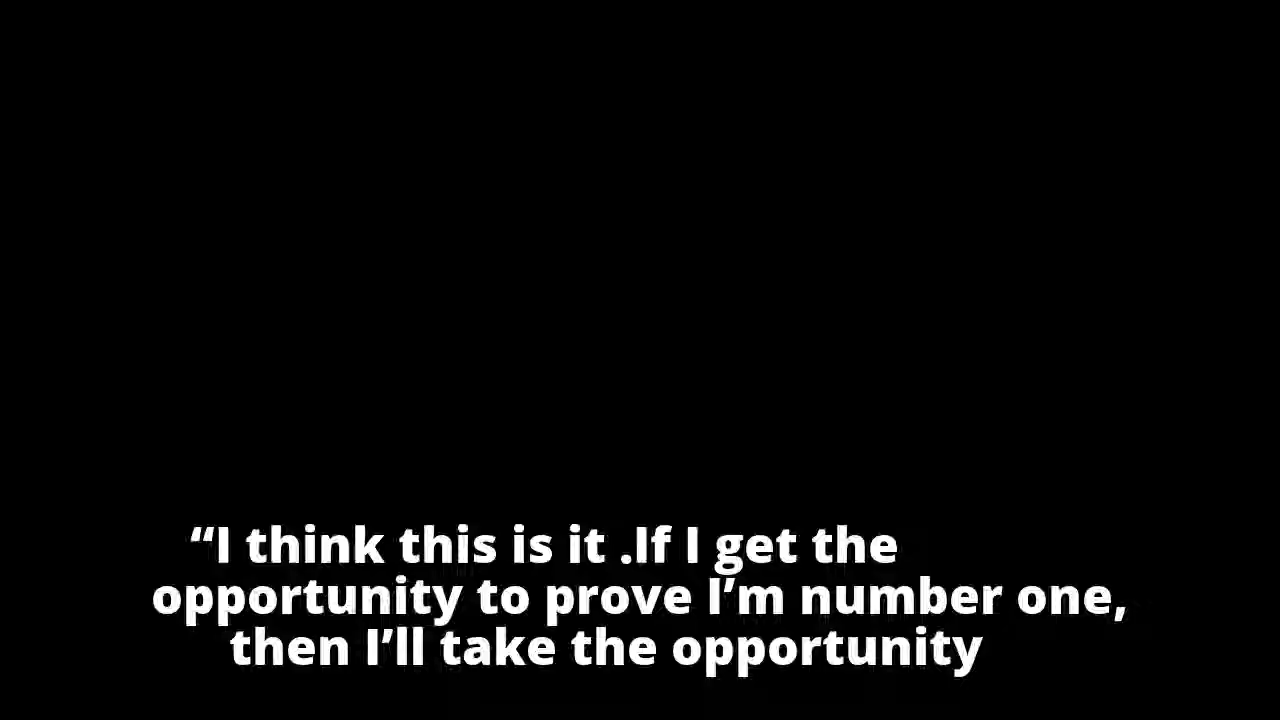 “I think this is it .If I get the
opportunity to prove I’m number one,
then I’ll take the opportunity